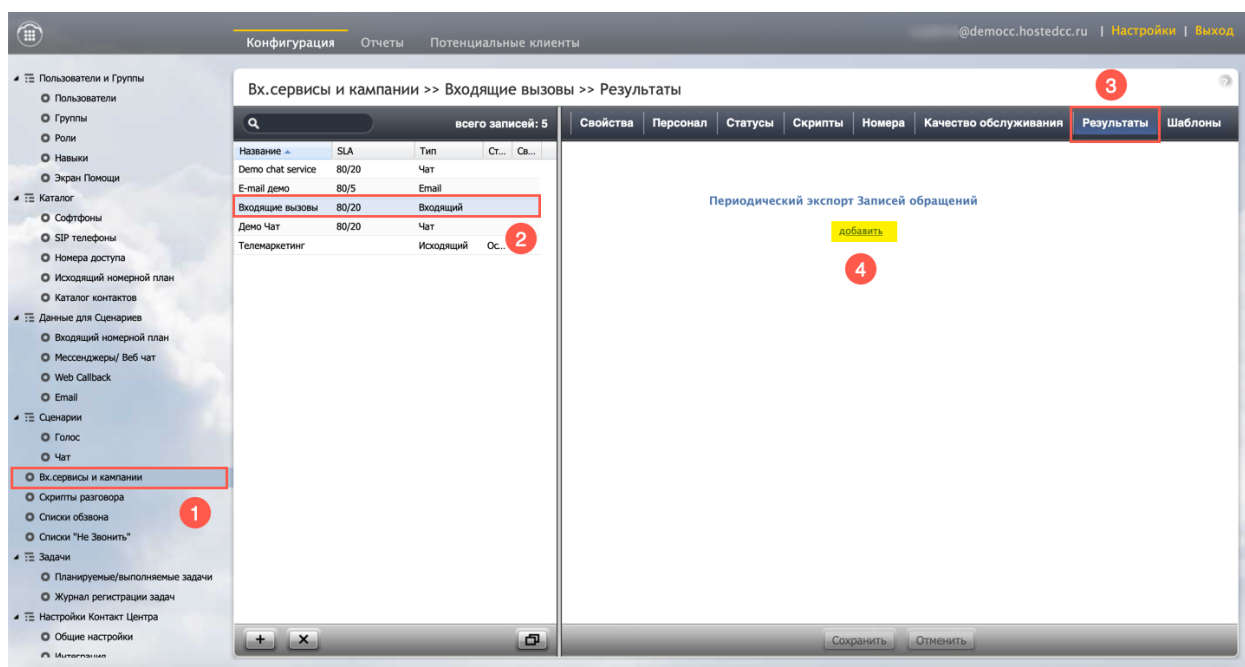 @democc.hostedcc.ru | Настройки | Выход
Конфигурация Отчеты Потенциальные клиенты
Пользователи и Группы
Пользователи
Группы
Роли
Навыки
Экран Помощи
Каталог
Софтфоны
SIP телефоны
Номера доступа
Исходящий номерной план
Каталог контактов
Данные для Сценариев
Входящий номерной план
Мессенджеры/ Веб чат
Web Callback
Email
Сценарии
Голос
Чат
Вх.сервисы и кампании
1
Скрипты разговора
Списки обзвона
Списки "Не Звонить"
Задачи
Планируемые/выполняемые задачи
Журнал регистрации задач
Настройки Контакт Центра
Общие настройки
Интеграция
Вх.сервисы и кампании >> Входящие вызовы >> Результаты
3
всего записей: 5
Свойства Персонал Статусы Скрипты Номера Качество обслуживания Результаты Шаблоны
Название SLA Тип Ст... Св...
Demo chat service 80/20 Чат
E-mail демо 80/5 Email
Входящие вызовы 80/20 Входящий
Демо Чат 80/20 Чат
2
Телемаркетинг Исходящий Ос...
Периодический экспорт Записей обращений
добавить
4
Сохранить Отменить